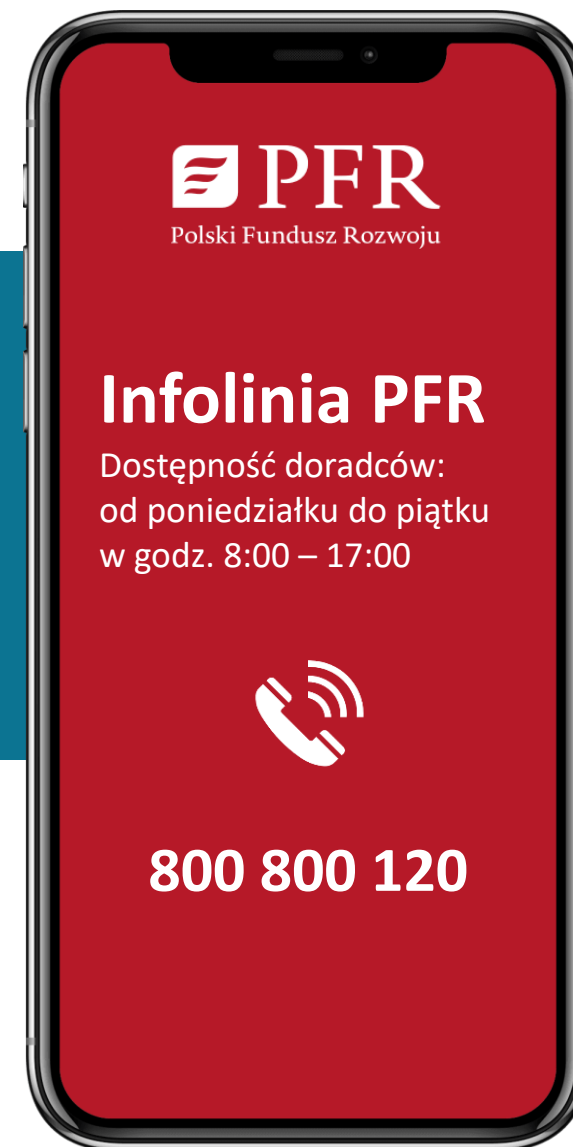 PFR
Polski Fundusz Rozwoju
Infolinia PFR
Dostępność doradców:
od poniedziałku do piątku
w godz. 8:00 – 17:00
800 800 120